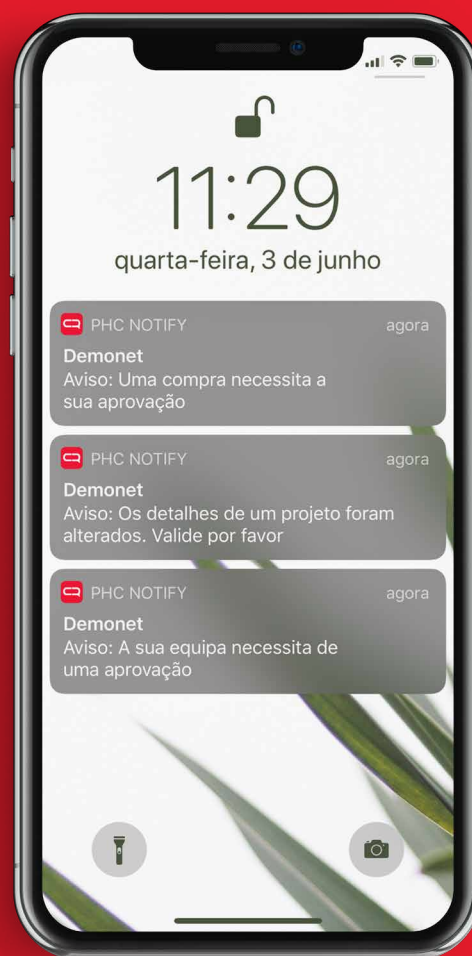 11:29
quarta-feira, 3 de junho
PHC NOTIFY agora
Demonet
Aviso: Uma compra necessita a
sua aprovação
PHC NOTIFY agora
Demonet
Aviso: Os detalhes de um projeto foram
alterados. Valide por favor
PHC NOTIFY agora
Demonet
Aviso: A sua equipa necessita de
uma aprovação